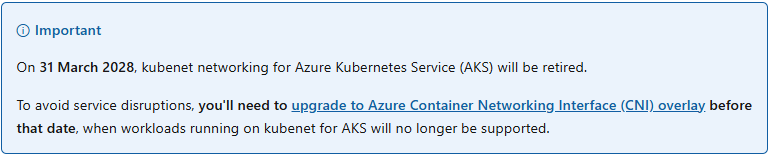 Important
On 31 March 2028, kubenet networking for Azure Kubernetes Service (AKS) will be retired.
To avoid service disruptions, you'll need to upgrade to Azure Container Networking Interface (CNI) overlay before
that date, when workloads running on kubenet for AKS will no longer be supported.